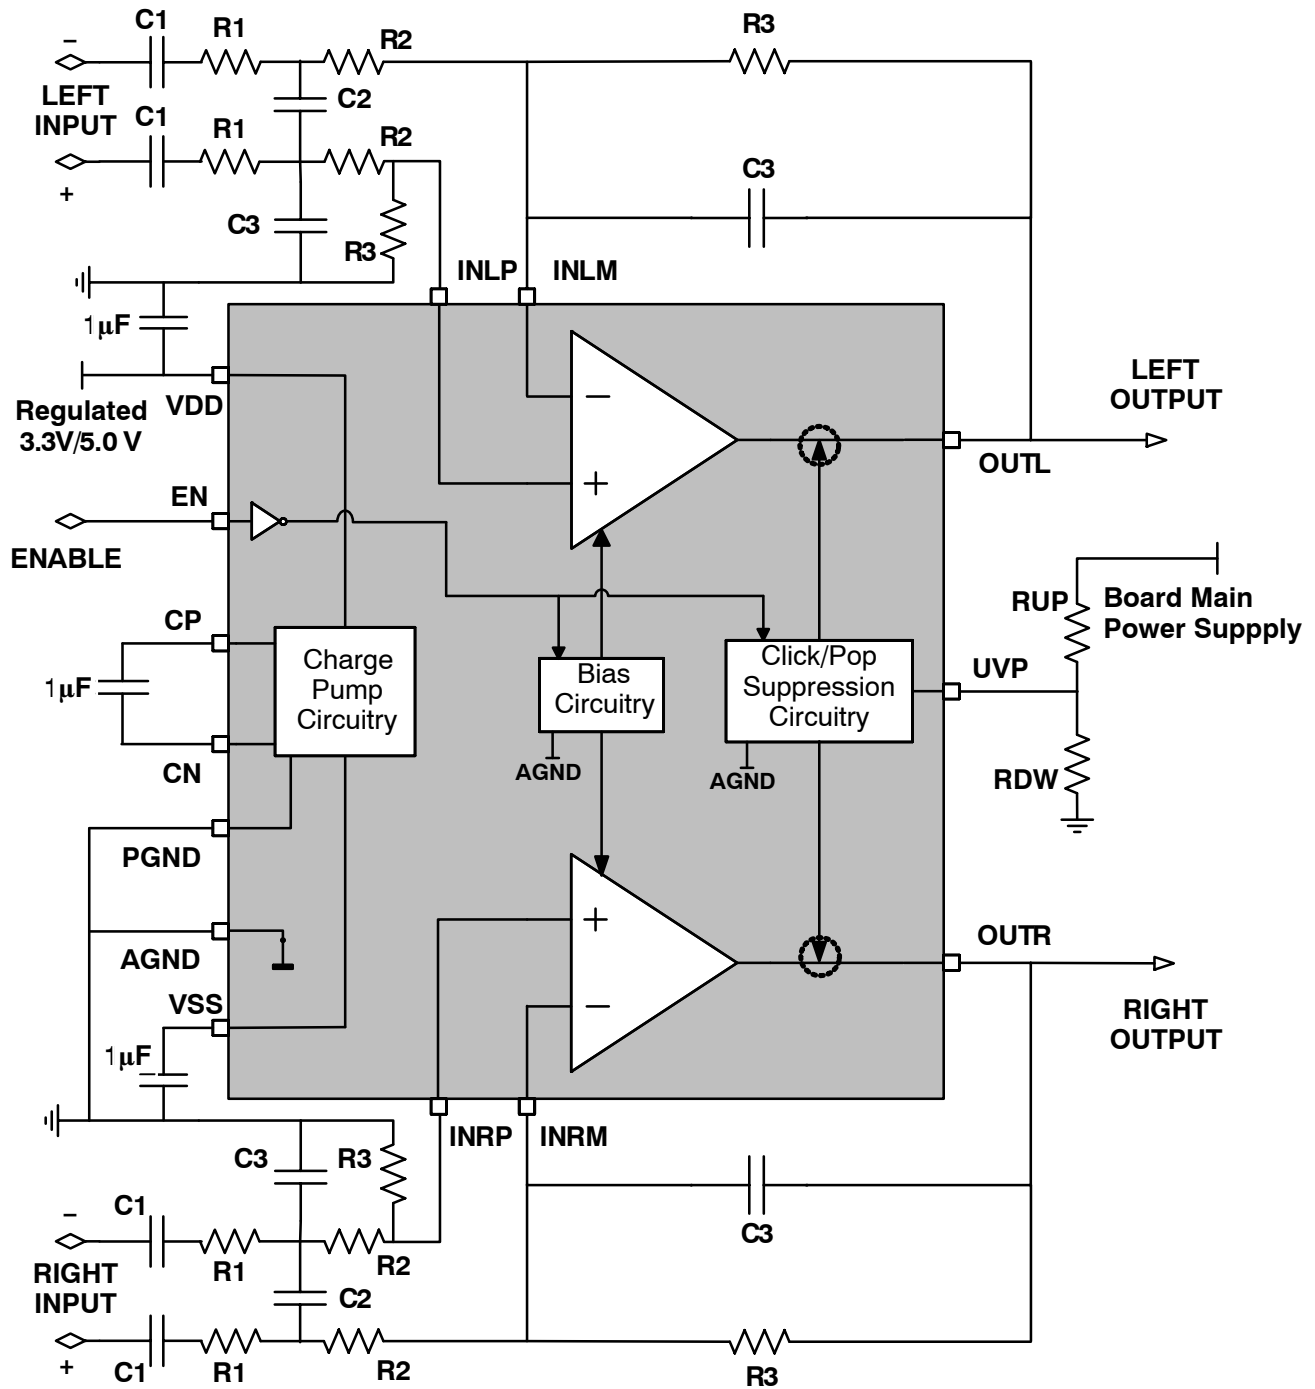 C1
R1
R2
R3
−
LEFT
INPUT
C2
C1
R1
R2
+
C3
C3
R3
INLP
INLM
1μF
VDD
Regulated
3.3V/5.0 V
−
+
LEFT
OUTPUT
OUTL
EN
ENABLE
CP
1μF
CN
Charge
Pump
Circuitry
Bias
Circuitry
AGND
Click/Pop
Suppression
Circuitry
AGND
RUP
Board Main
Power Suppply
UVP
RDW
PGND
AGND
VSS
1μF
+
−
OUTR
RIGHT
OUTPUT
INRP
INRM
C3
R3
C3
−
C1
R1
R2
RIGHT
INPUT
C2
+
C1
R1
R2
R3